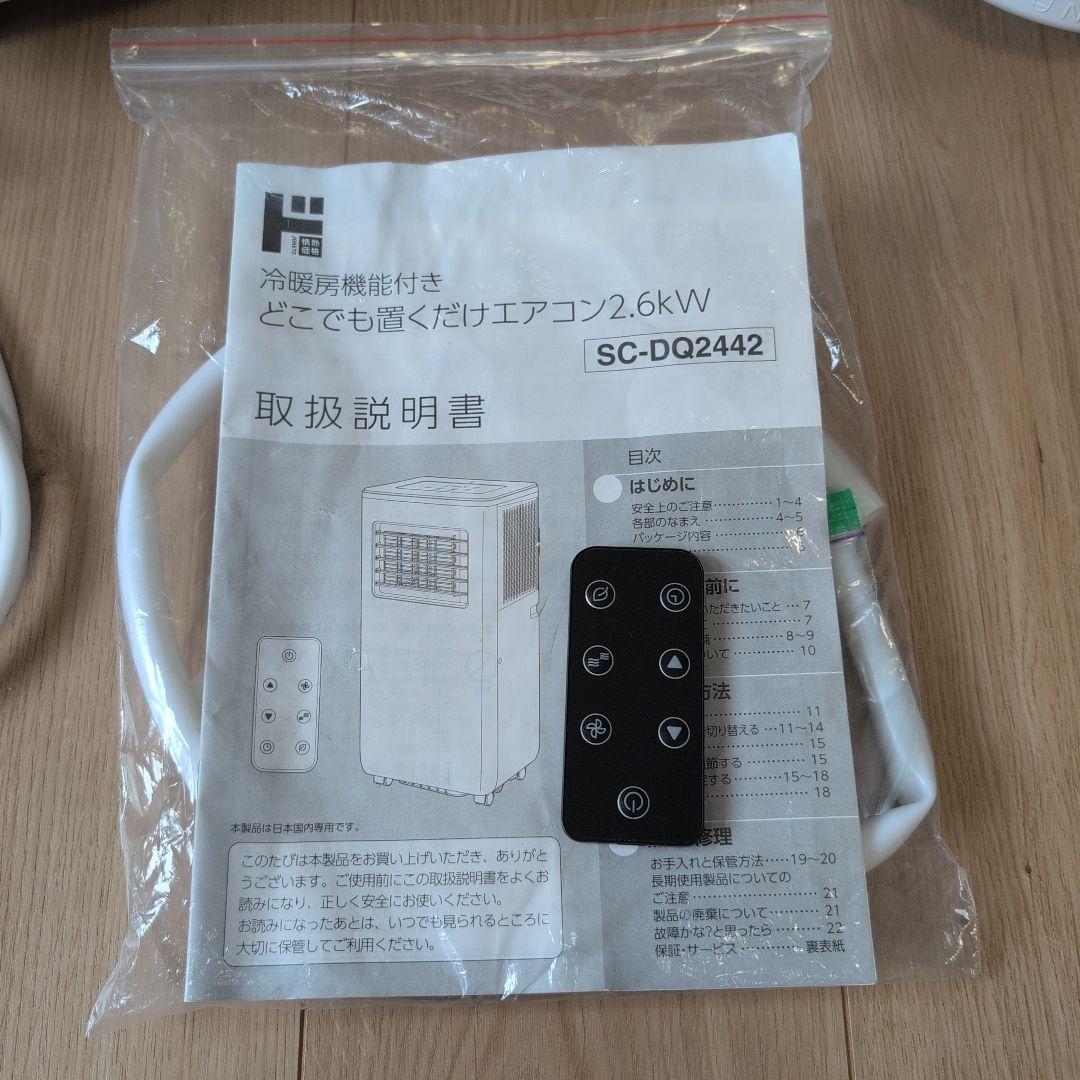 ド
情熱
価格
冷暖房機能付き
どこでも置くだけエアコン2.6kW
SC-DQ2442
取扱説明書
目次
はじめに
安全上のご注意·············1～4
各部のなまえ·············4～5
パッケージ内容·············6
前に
いただきたいこと···7
7
8～9
いて·············10
方法
11
切り替える···11～14
15
節する·············15
する·············15～18
18
修理
お手入れと保管方法·····19～20
長期使用製品についての
ご注意·············21
製品の廃棄について·············21
故障かな?と思ったら·············22
保証・サービス·············裏表紙
本製品は日本国内専用です。
このたびは本製品をお買い上げいただき、ありがと
うございます。ご使用前にこの取扱説明書をよくお
読みになり、正しく安全にお使いください。
お読みになったあとは、いつでも見られるところに
大切に保管してご利用ください。